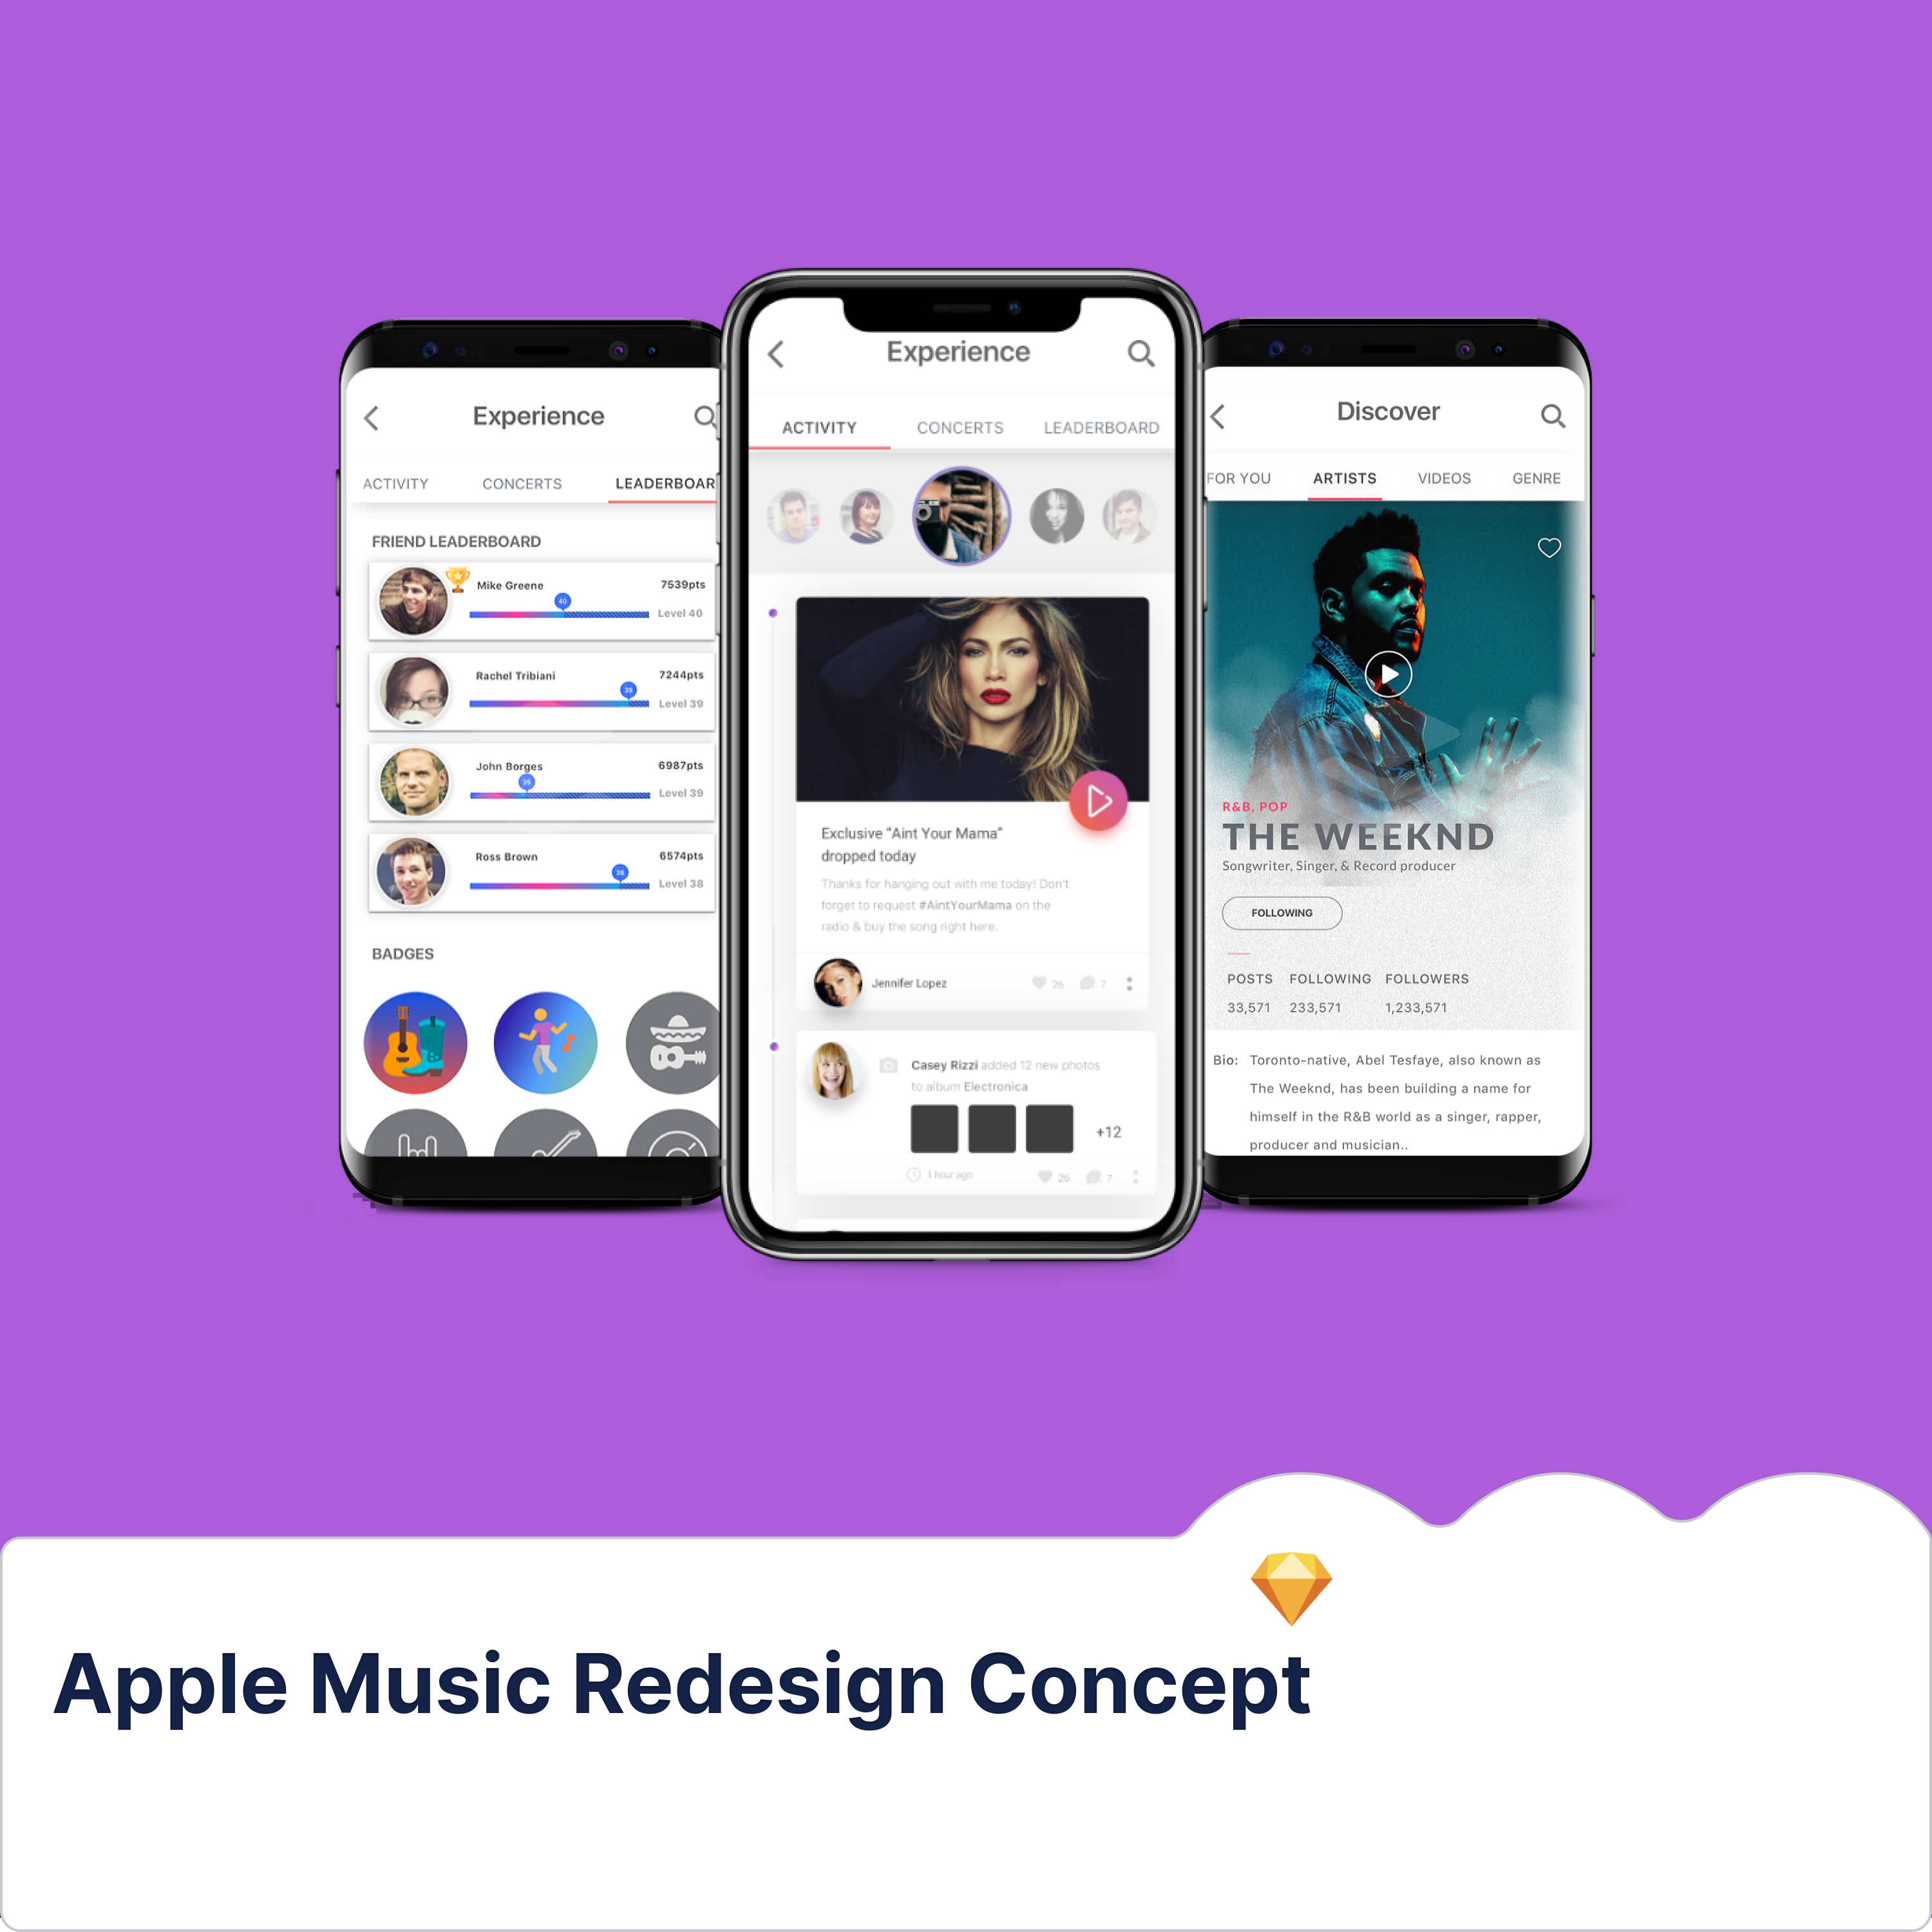 Experience
ACTIVITY CONCERTS LEADERBOAR
FRIEND LEADERBOARD
Mike Greene 7539pts
40
Level 40
Rachel Tribiani 7244pts
39
Level 39
John Borges 6987pts
39
Level 39
Ross Brown 6574pts
38
Level 38
BADGES
Experience
ACTIVITY CONCERTS LEADERBOARD
Exclusive “Aint Your Mama”
dropped today
Thanks for hanging out with me today! Don't
forget to request #AintYourMama on the
radio & buy the song right here.
Jennifer Lopez 26 7
Casey Rizzi added 12 new photos
to album Electronica
+12
1 hour ago 26 7
Discover
FOR YOU ARTISTS VIDEOS GENRE
R&B, POP
THE WEEKND
Songwriter, Singer, & Record producer
FOLLOWING
POSTS FOLLOWING FOLLOWERS
33,571 233,571 1,233,571
Bio: Toronto-native, Abel Tesfaye, also known as
The Weeknd, has been building a name for
himself in the R&B world as a singer, rapper,
producer and musician..
Apple Music Redesign Concept